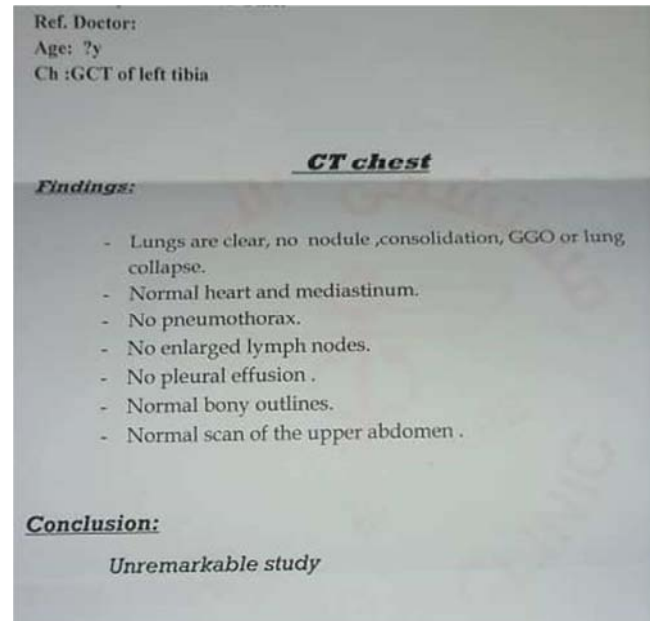 Ref. Doctor:
Age: ?y
Ch :GCT of left tibia
CT chest
Findings:
- Lungs are clear, no nodule ,consolidation, GGO or lung
collapse.
- Normal heart and mediastinum.
- No pneumothorax.
- No enlarged lymph nodes.
- No pleural effusion .
- Normal bony outlines.
- Normal scan of the upper abdomen .
Conclusion:
Unremarkable study